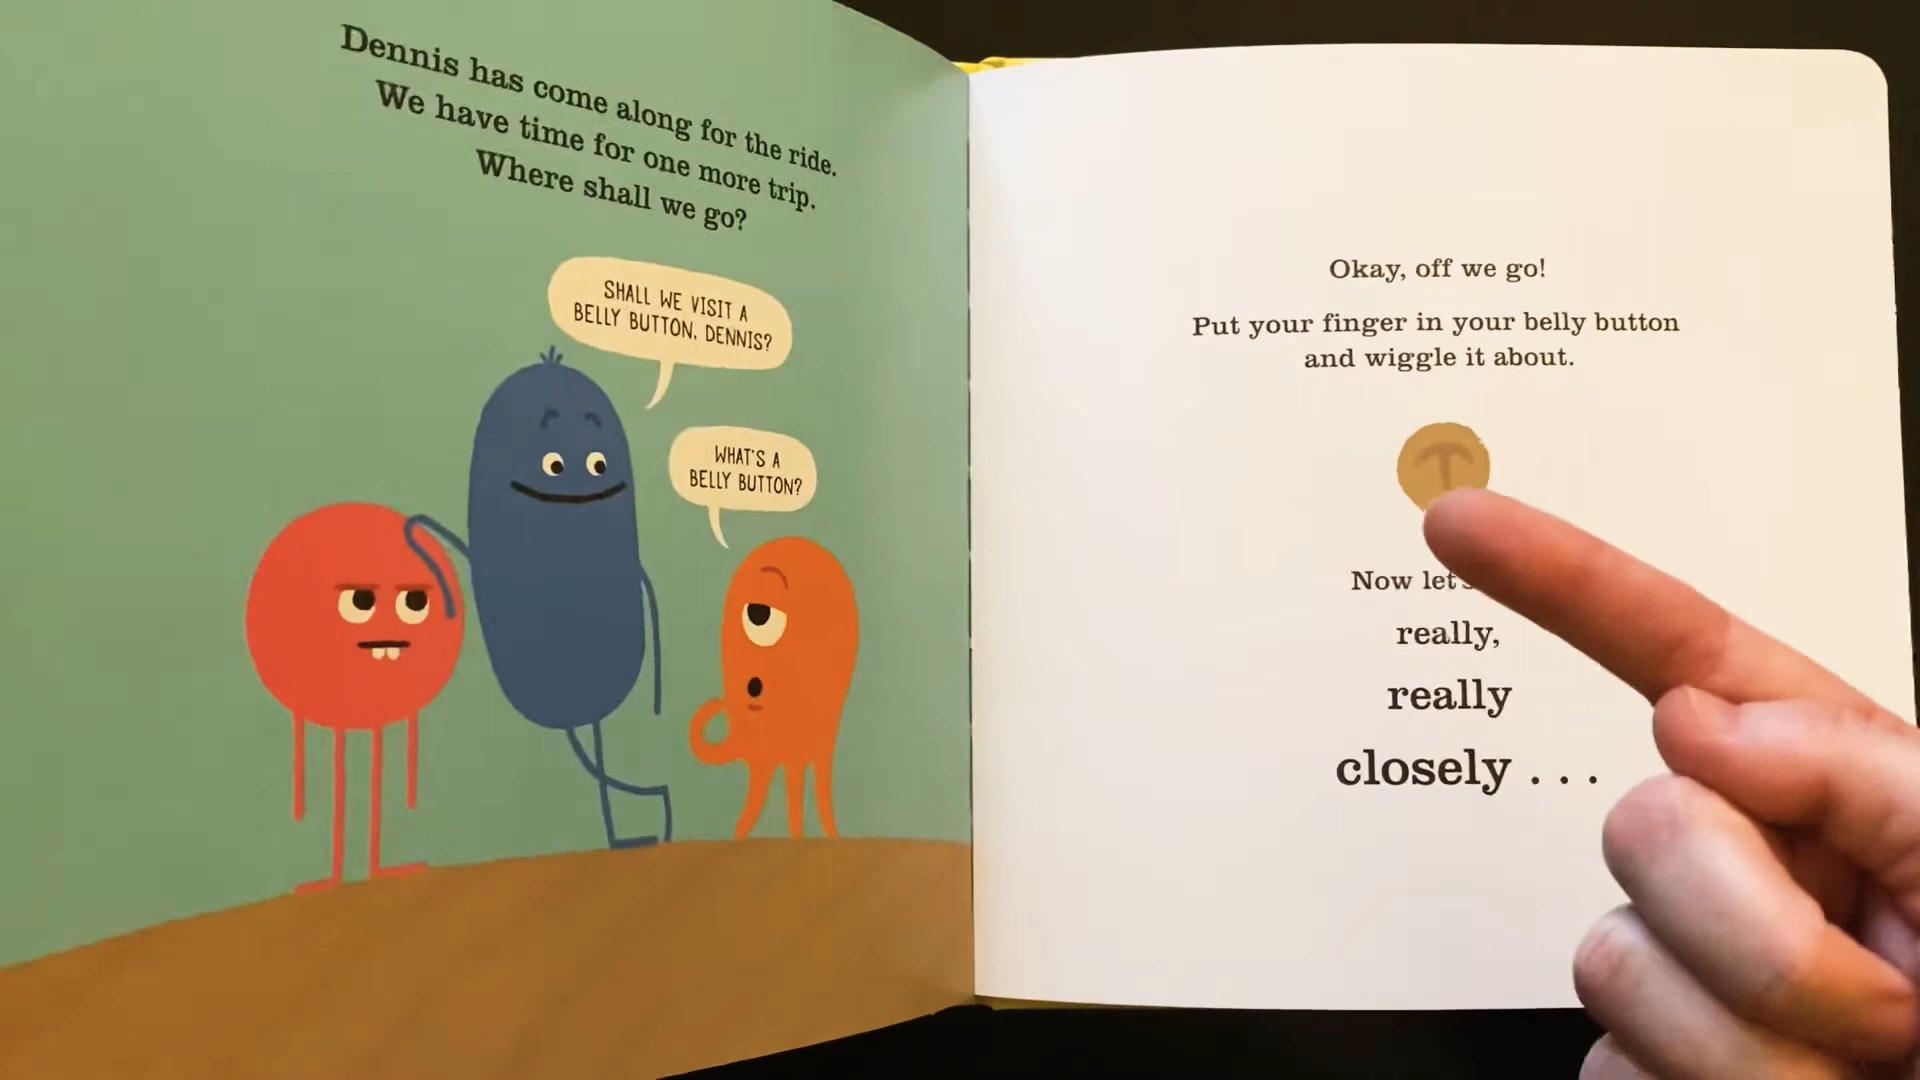 Dennis has come along for the ride.
We have time for one more trip.
Where shall we go?
SHALL WE VISIT A
BELLY BUTTON, DENNIS?
WHAT'S A
BELLY BUTTON?
Okay, off we go!
Put your finger in your belly button
and wiggle it about.
Now let's
really,
really
closely . . .